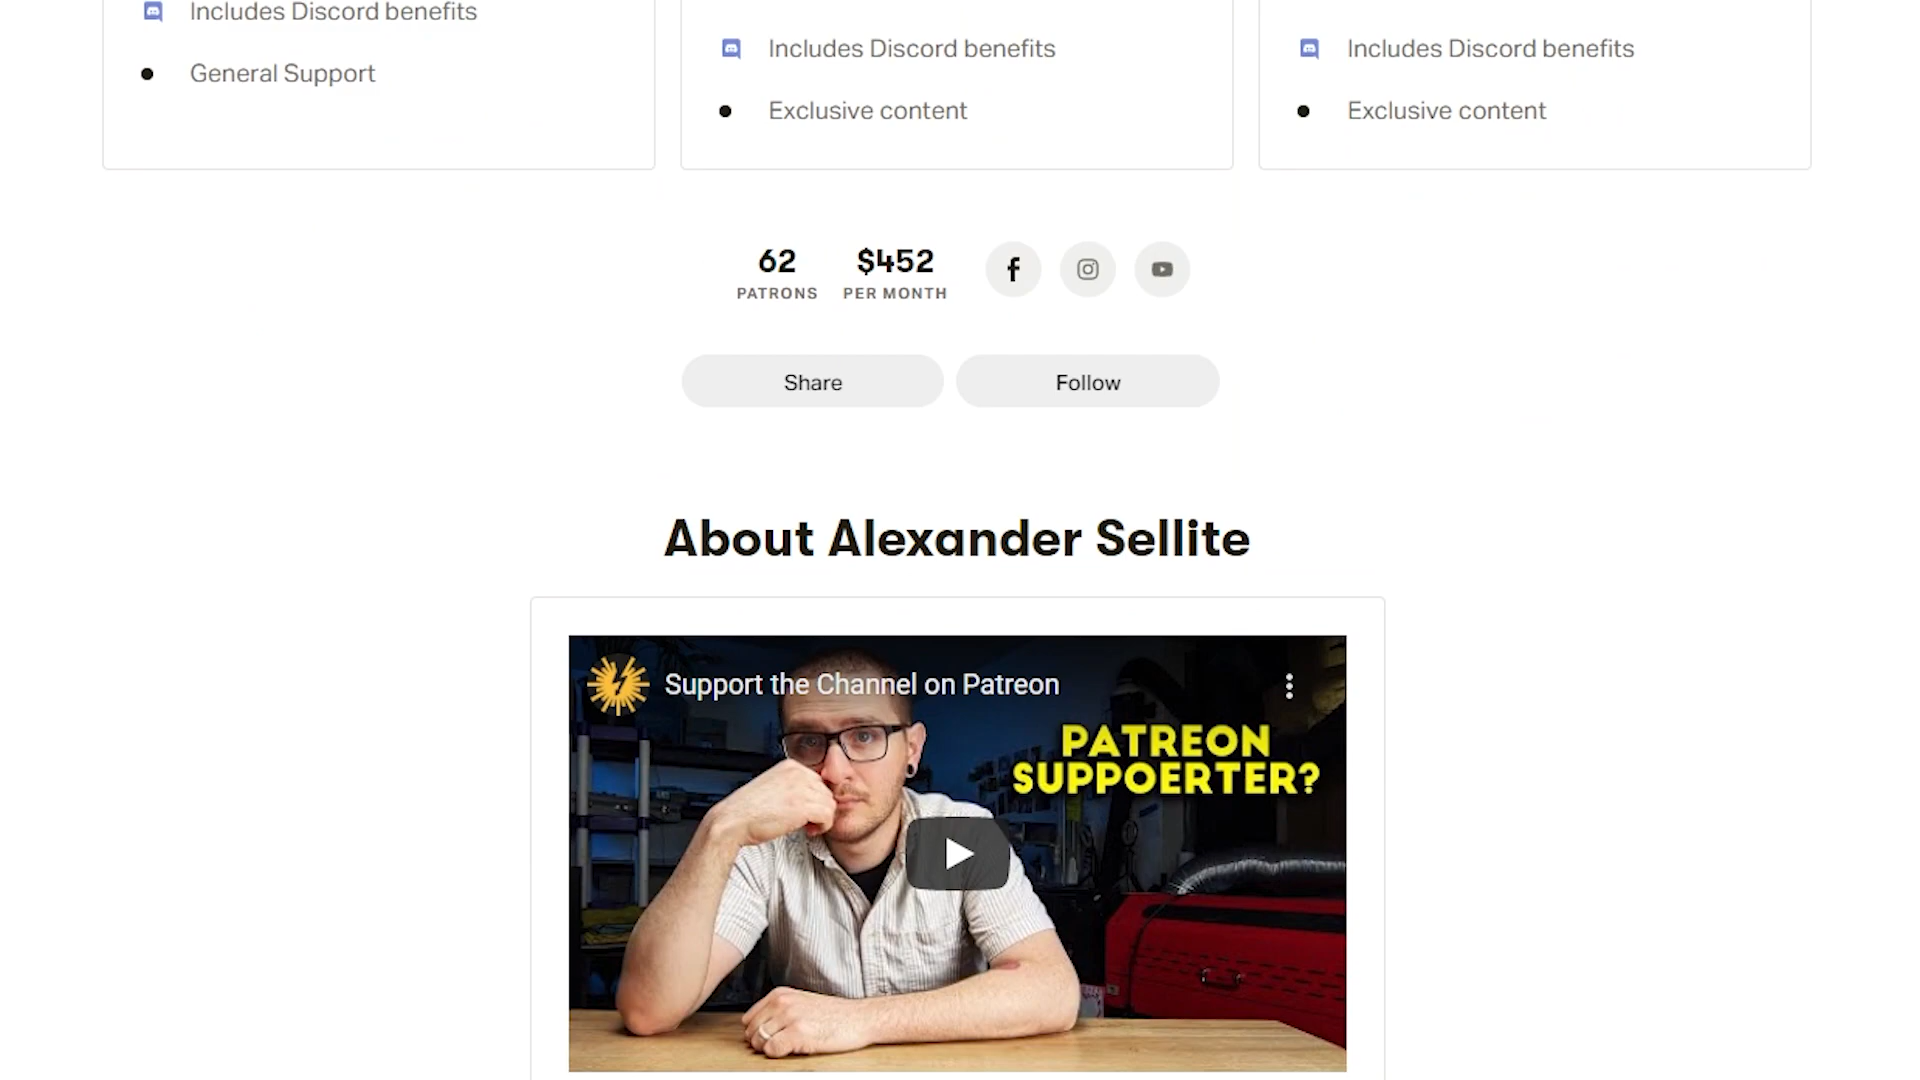 Includes Discord benefits
General Support
Includes Discord benefits
Exclusive content
Includes Discord benefits
Exclusive content
62
PATRONS
$452
PER MONTH
Share
Follow
About Alexander Sellite
Support the Channel on Patreon
PATREON
SUPPOERTER?